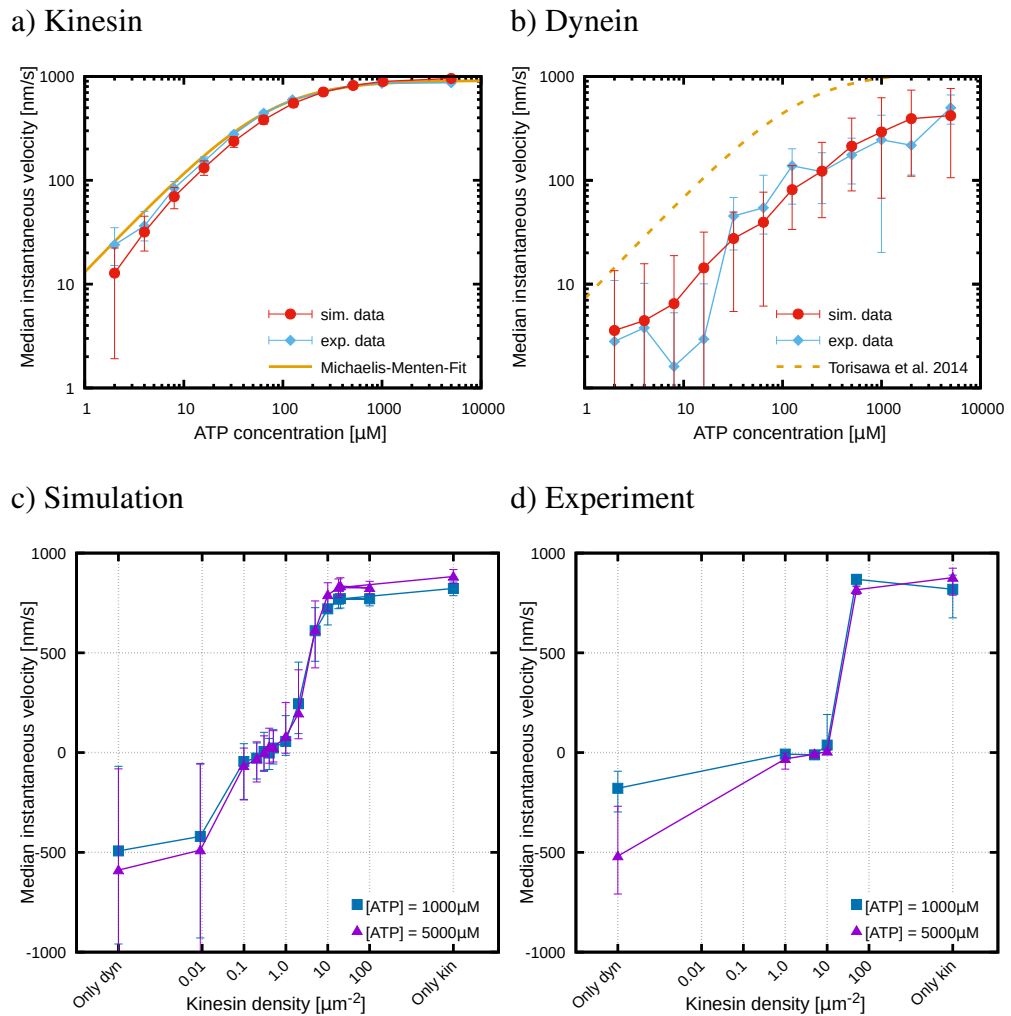 a) Kinesin
Median instantaneous velocity [nm/s]
1000
100
10
1
sim. data
exp. data
Michaelis-Menten-Fit
1 10 100 1000 10000
ATP concentration [µM]
b) Dynein
Median instantaneous velocity [nm/s]
1000
100
10
1
sim. data
exp. data
Torisawa et al. 2014
1 10 100 1000 10000
ATP concentration [µM]
c) Simulation
Median instantaneous velocity [nm/s]
1000
500
0
-500
-1000
[ATP] = 1000µM
[ATP] = 5000µM
Only dyn 0.01 0.1 1.0 10 100 Only kin
Kinesin density [µm⁻²]
d) Experiment
Median instantaneous velocity [nm/s]
1000
500
0
-500
-1000
[ATP] = 1000µM
[ATP] = 5000µM
Only dyn 0.01 0.1 1.0 10 100 Only kin
Kinesin density [µm⁻²]